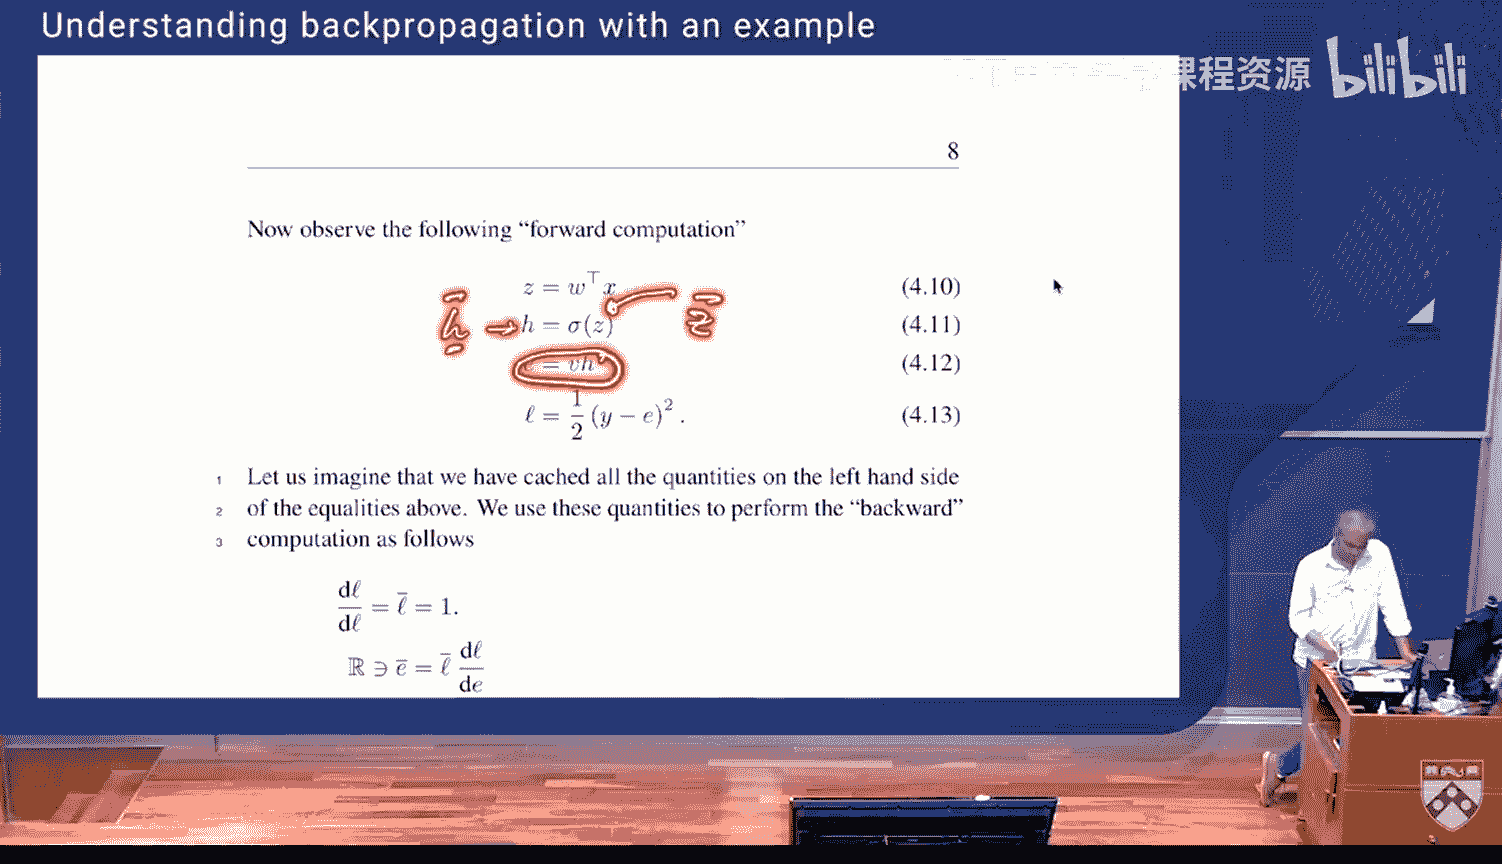 Understanding backpropagation with an example
课程资源 bilibili
8
Now observe the following “forward computation”
z = w⊤x (4.10)
h̄ → h = σ(z) z̄ (4.11)
= vh (4.12)
ℓ = 1/2 (y − e)². (4.13)
1 Let us imagine that we have cached all the quantities on the left hand side
2 of the equalities above. We use these quantities to perform the “backward”
3 computation as follows
dℓ/dℓ = ℓ̄ = 1.
ℝ ∋ ē = ℓ̄ dℓ/de